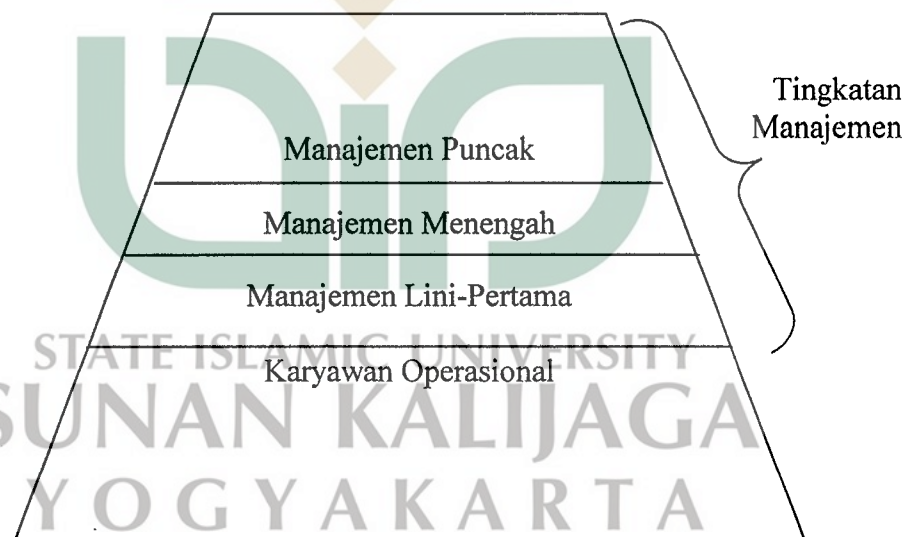 Tingkatan
Manajemen
Manajemen Puncak
Manajemen Menengah
Manajemen Lini-Pertama
STATE ISLAMIC UNIVERSITY
Karyawan Operasional
SUNAN KALIJAGA
YOGYAKARTA